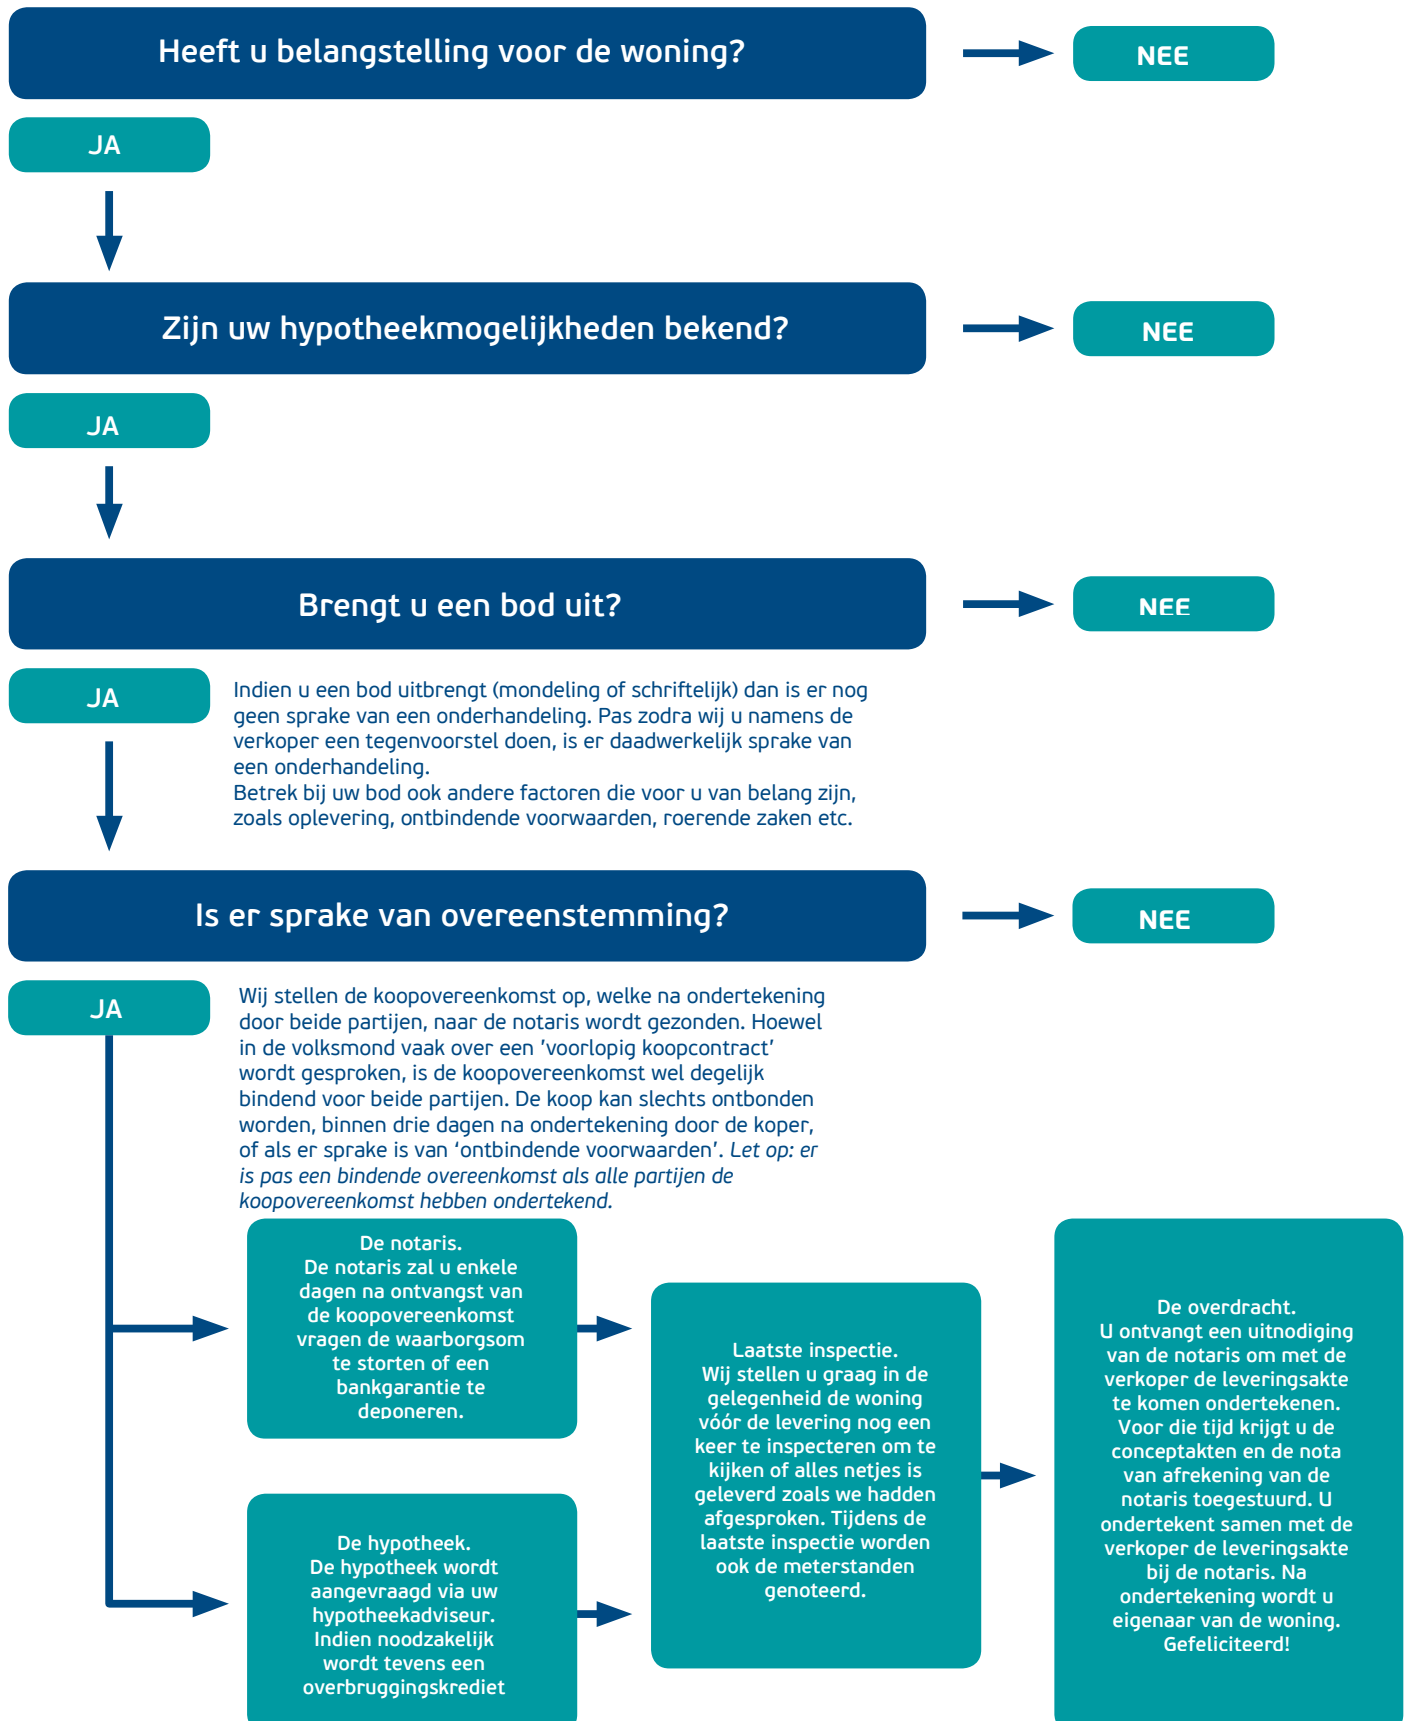 Heeft u belangstelling voor de woning?
NEE
JA
Zijn uw hypotheekmogelijkheden bekend?
NEE
JA
Brengt u een bod uit?
NEE
JA
Indien u een bod uitbrengt (mondeling of schriftelijk) dan is er nog
geen sprake van een onderhandeling. Pas zodra wij u namens de
verkoper een tegenvoorstel doen, is er daadwerkelijk sprake van
een onderhandeling.
Betrek bij uw bod ook andere factoren die voor u van belang zijn,
zoals oplevering, ontbindende voorwaarden, roerende zaken etc.
Is er sprake van overeenstemming?
NEE
JA
Wij stellen de koopovereenkomst op, welke na ondertekening
door beide partijen, naar de notaris wordt gezonden. Hoewel
in de volksmond vaak over een ’voorlopig koopcontract’
wordt gesproken, is de koopovereenkomst wel degelijk
bindend voor beide partijen. De koop kan slechts ontbonden
worden, binnen drie dagen na ondertekening door de koper,
of als er sprake is van ‘ontbindende voorwaarden’. Let op: er
is pas een bindende overeenkomst als alle partijen de
koopovereenkomst hebben ondertekend.
De notaris.
De notaris zal u enkele
dagen na ontvangst van
de koopovereenkomst
vragen de waarborgsom
te storten of een
bankgarantie te
deponeren.
De hypotheek.
De hypotheek wordt
aangevraagd via uw
hypotheekadviseur.
Indien noodzakelijk
wordt tevens een
overbruggingskrediet
Laatste inspectie.
Wij stellen u graag in de
gelegenheid de woning
vóór de levering nog een
keer te inspecteren om te
kijken of alles netjes is
geleverd zoals we hadden
afgesproken. Tijdens de
laatste inspectie worden
ook de meterstanden
genoteerd.
De overdracht.
U ontvangt een uitnodiging
van de notaris om met de
verkoper de leveringsakte
te komen ondertekenen.
Voor die tijd krijgt u de
conceptakten en de nota
van afrekening van de
notaris toegestuurd. U
ondertekent samen met de
verkoper de leveringsakte
bij de notaris. Na
ondertekening wordt u
eigenaar van de woning.
Gefeliciteerd!